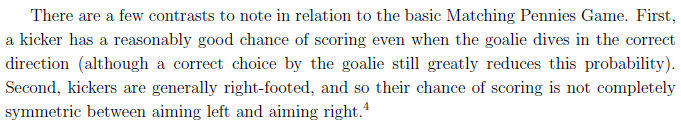 There are a few contrasts to note in relation to the basic Matching Pennies Game. First,
a kicker has a reasonably good chance of scoring even when the goalie dives in the correct
direction (although a correct choice by the goalie still greatly reduces this probability).
Second, kickers are generally right-footed, and so their chance of scoring is not completely
symmetric between aiming left and aiming right.⁴